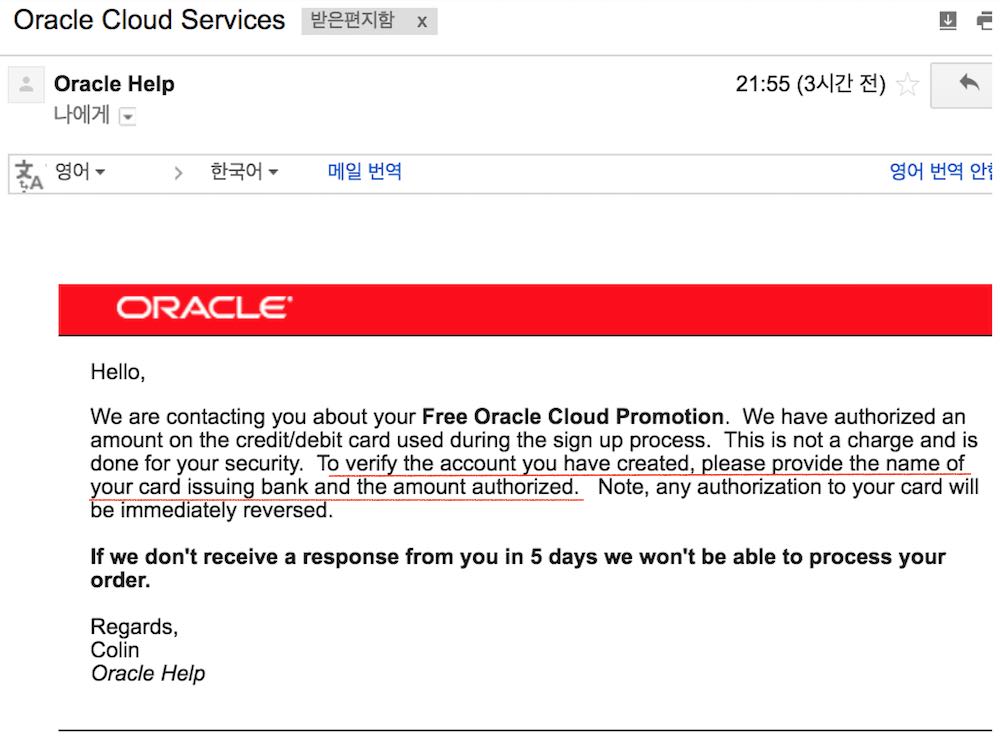 Oracle Cloud Services 받은편지함 x
Oracle Help 21:55 (3시간 전)
나에게
영어 한국어 메일 번역 영어 번역 안함
ORACLE
Hello,
We are contacting you about your Free Oracle Cloud Promotion. We have authorized an
amount on the credit/debit card used during the sign up process. This is not a charge and is
done for your security. To verify the account you have created, please provide the name of
your card issuing bank and the amount authorized. Note, any authorization to your card will
be immediately reversed.
If we don't receive a response from you in 5 days we won't be able to process your
order.
Regards,
Colin
Oracle Help